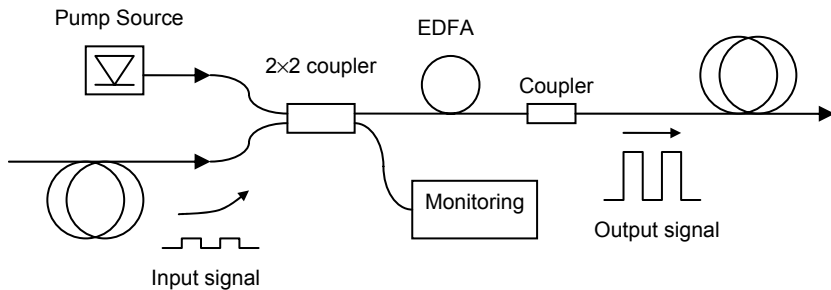 Pump Source
EDFA
2×2 coupler
Coupler
Monitoring
Output signal
Input signal